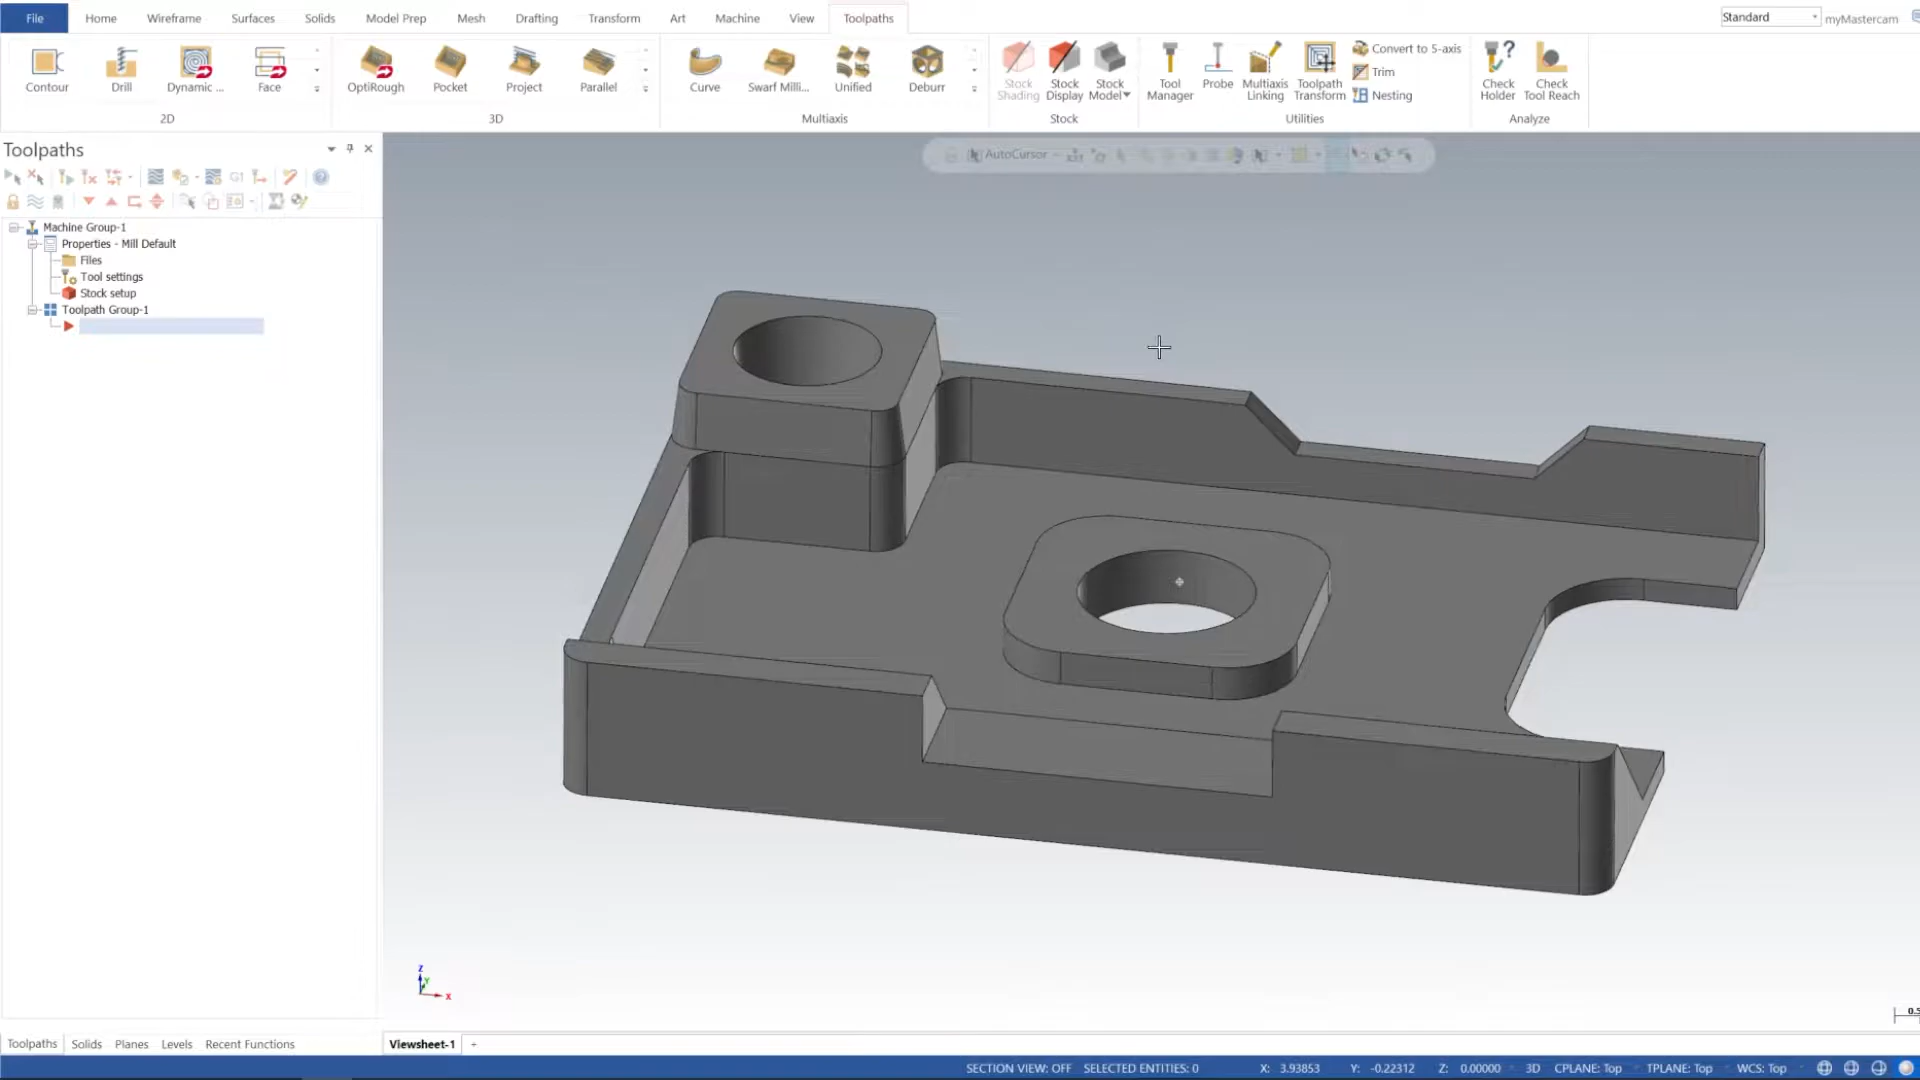 File Home Wireframe Surfaces Solids Model Prep Mesh Drafting Transform Art Machine View Toolpaths Standard myMastercam
Contour Drill Dynamic ... Face
2D
OptiRough Pocket Project Parallel
3D
Curve Swarf Milli... Unified Deburr
Multiaxis
Stock Shading
Stock Display
Stock Model
Stock
Tool Manager
Probe
Multiaxis Linking
Toolpath Transform
Convert to 5-axis
Trim
Nesting
Utilities
Check Holder
Check Tool Reach
Analyze
Toolpaths
G1
AutoCursor
Machine Group-1
Properties - Mill Default
Files
Tool settings
Stock setup
Toolpath Group-1
Z
Y
X
0.5
Toolpaths Solids Planes Levels Recent Functions
Viewsheet-1 +
SECTION VIEW: OFF SELECTED ENTITIES: 0 X: 3.93853 Y: -0.22312 Z: 0.00000 3D CPLANE: Top TPLANE: Top WCS: Top